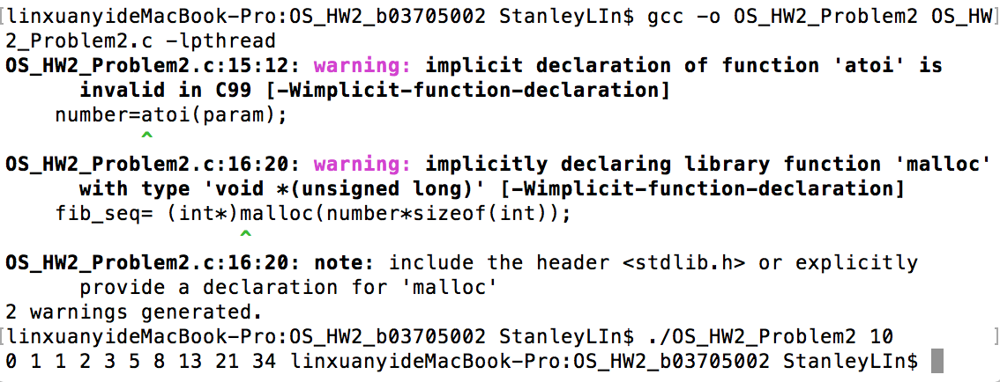 [linxuanyideMacBook-Pro:OS_HW2_b03705002 StanleyLIn$ gcc -o OS_HW2_Problem2 OS_HW]
2_Problem2.c -lpthread
OS_HW2_Problem2.c:15:12: warning: implicit declaration of function 'atoi' is
      invalid in C99 [-Wimplicit-function-declaration]
    number=atoi(param);
           ^
OS_HW2_Problem2.c:16:20: warning: implicitly declaring library function 'malloc'
      with type 'void *(unsigned long)' [-Wimplicit-function-declaration]
    fib_seq= (int*)malloc(number*sizeof(int));
                   ^
OS_HW2_Problem2.c:16:20: note: include the header <stdlib.h> or explicitly
      provide a declaration for 'malloc'
2 warnings generated.
[linxuanyideMacBook-Pro:OS_HW2_b03705002 StanleyLIn$ ./OS_HW2_Problem2 10        ]
0 1 1 2 3 5 8 13 21 34 linxuanyideMacBook-Pro:OS_HW2_b03705002 StanleyLIn$